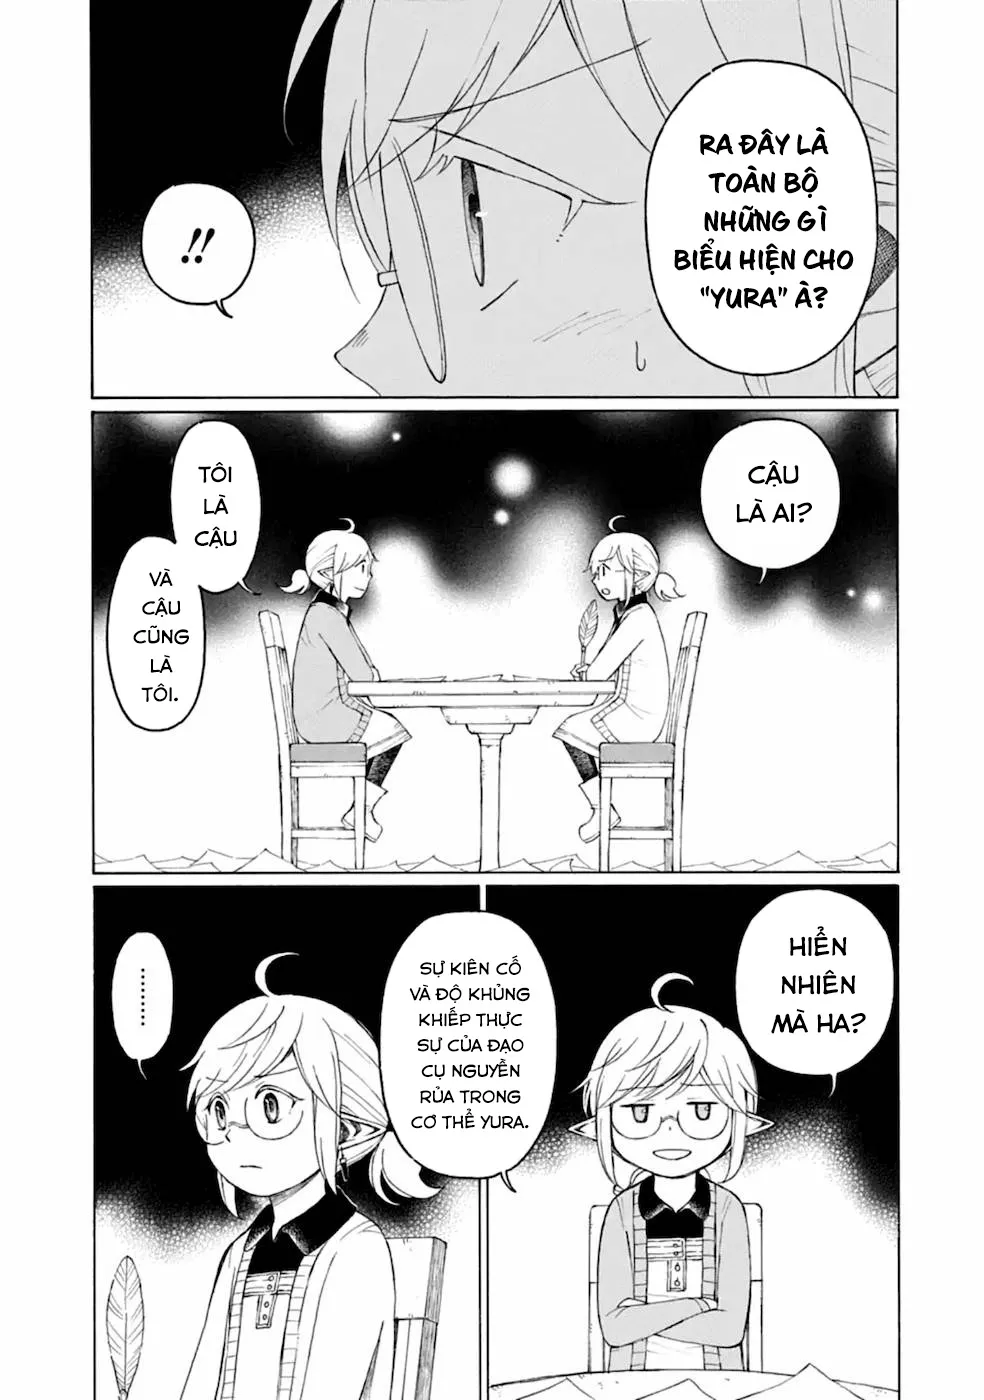 RA ĐÂY LÀ
TOÀN BỘ
NHỮNG GÌ
BIỂU HIỆN CHO
"YURA" À?
!!
CẬU
LÀ AI?
TÔI
LÀ
CẬU
VÀ
CẬU
CŨNG
LÀ
TÔI.
HIỂN
NHIÊN
MÀ HA?
SỰ KIÊN CỐ
VÀ ĐỘ KHỦNG
KHIẾP THỰC
SỰ CỦA ĐẠO
CỤ NGUYỀN
RỦA TRONG
CƠ THỂ YURA.
.........